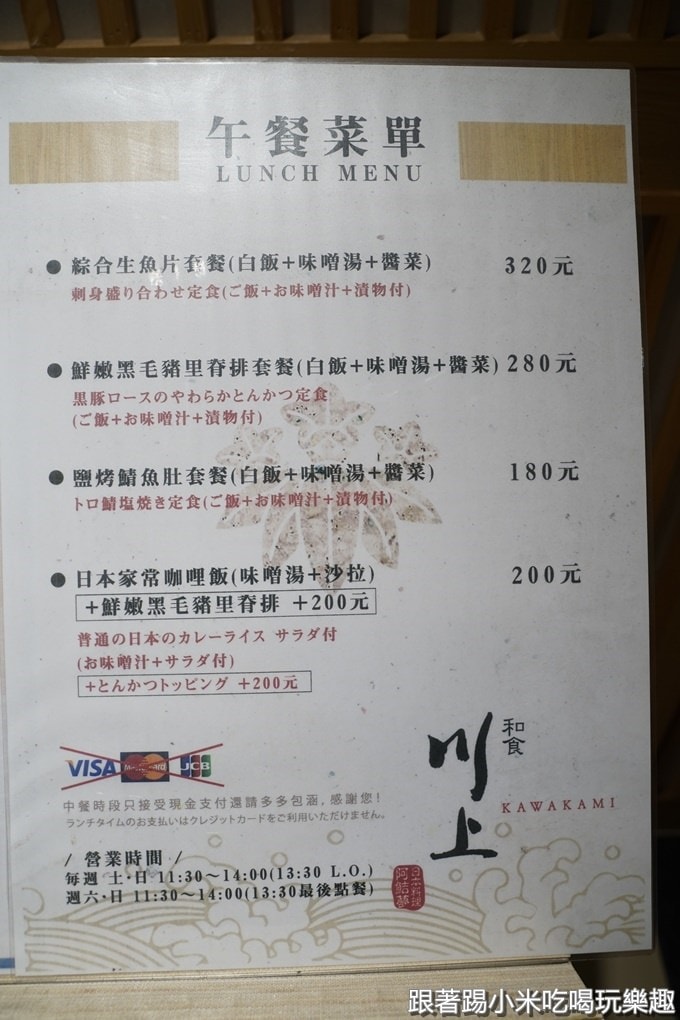 午餐菜單
LUNCH MENU
● 綜合生魚片套餐(白飯+味噌湯+醬菜) 320元
刺身盛り合わせ定食(ご飯+お味噌汁+漬物付)
● 鮮嫩黑毛豬里脊排套餐(白飯+味噌湯+醬菜) 280元
黒豚ロースのやわらかとんかつ定食
(ご飯+お味噌汁+漬物付)
● 鹽烤鯖魚肚套餐(白飯+味噌湯+醬菜) 180元
トロ鯖塩焼き定食(ご飯+お味噌汁+漬物付)
● 日本家常咖哩飯(味噌湯+沙拉) 200元
+鮮嫩黑毛豬里脊排 +200元
普通の日本のカレーライス サラダ付
(お味噌汁+サラダ付)
+とんかつトッピング +200元
VISA MasterCard JCB
中餐時段只接受現金支付還請多多包涵，感謝您!
ランチタイムのお支払いはクレジットカードをご利用いただけません。
和食
川上
KAWAKAMI
/ 營業時間 /
每週 土·日 11:30～14:00(13:30 L.O.)
週六·日 11:30～14:00(13:30最後點餐)
跟著踢小米吃喝玩樂趣